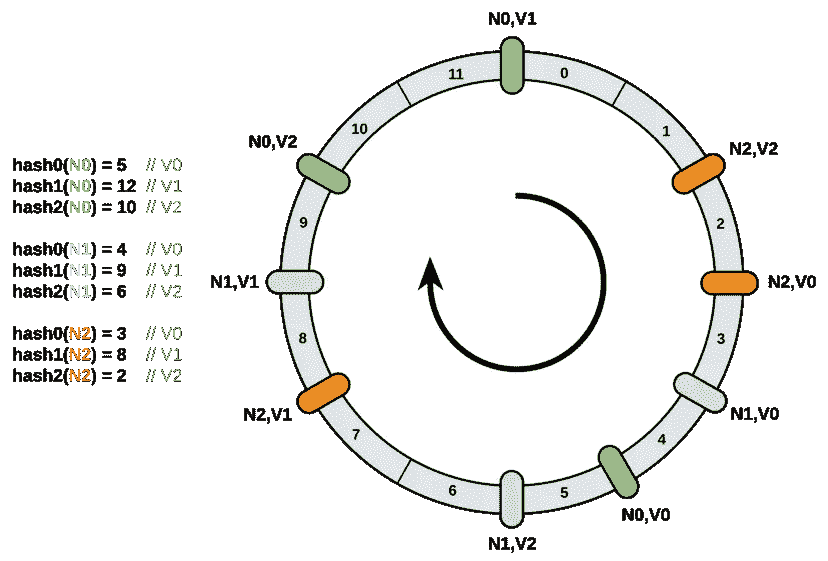 hash0(N0) = 5 // V0
hash1(N0) = 12 // V1
hash2(N0) = 10 // V2
hash0(N1) = 4 // V0
hash1(N1) = 9 // V1
hash2(N1) = 6 // V2
hash0(N2) = 3 // V0
hash1(N2) = 8 // V1
hash2(N2) = 2 // V2
N0,V1
0
1
N2,V2
2
N2,V0
3
N1,V0
4
N0,V0
5
N1,V2
6
7
N2,V1
8
N1,V1
9
N0,V2
10
11